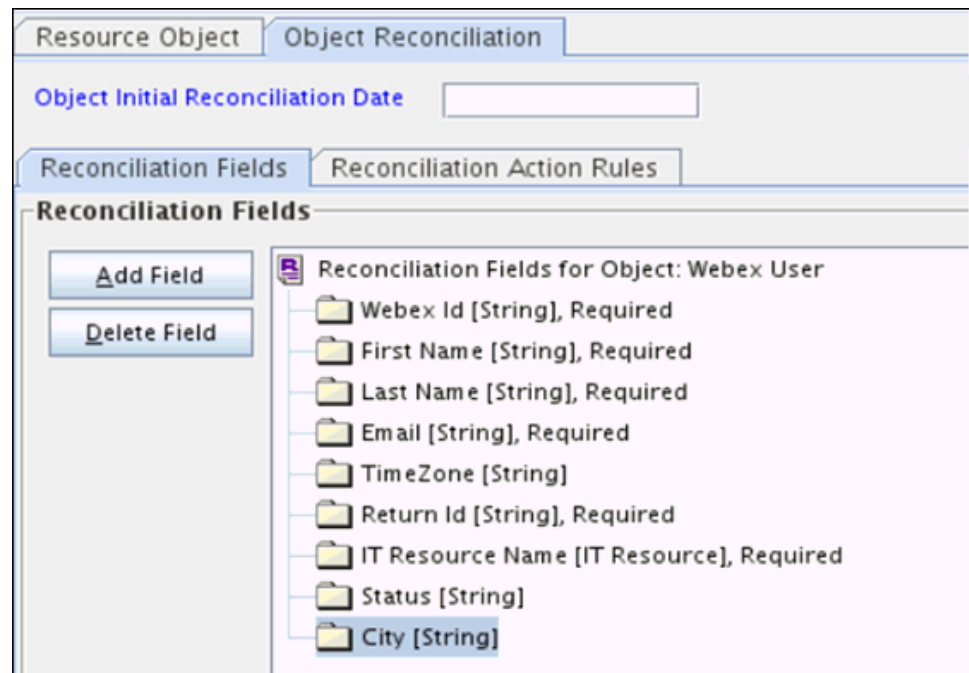 Resource Object Object Reconciliation
Object Initial Reconciliation Date
Reconciliation Fields Reconciliation Action Rules
Reconciliation Fields
Add Field
Delete Field
Reconciliation Fields for Object: Webex User
Webex Id [String], Required
First Name [String], Required
Last Name [String], Required
Email [String], Required
TimeZone [String]
Return Id [String], Required
IT Resource Name [IT Resource], Required
Status [String]
City [String]